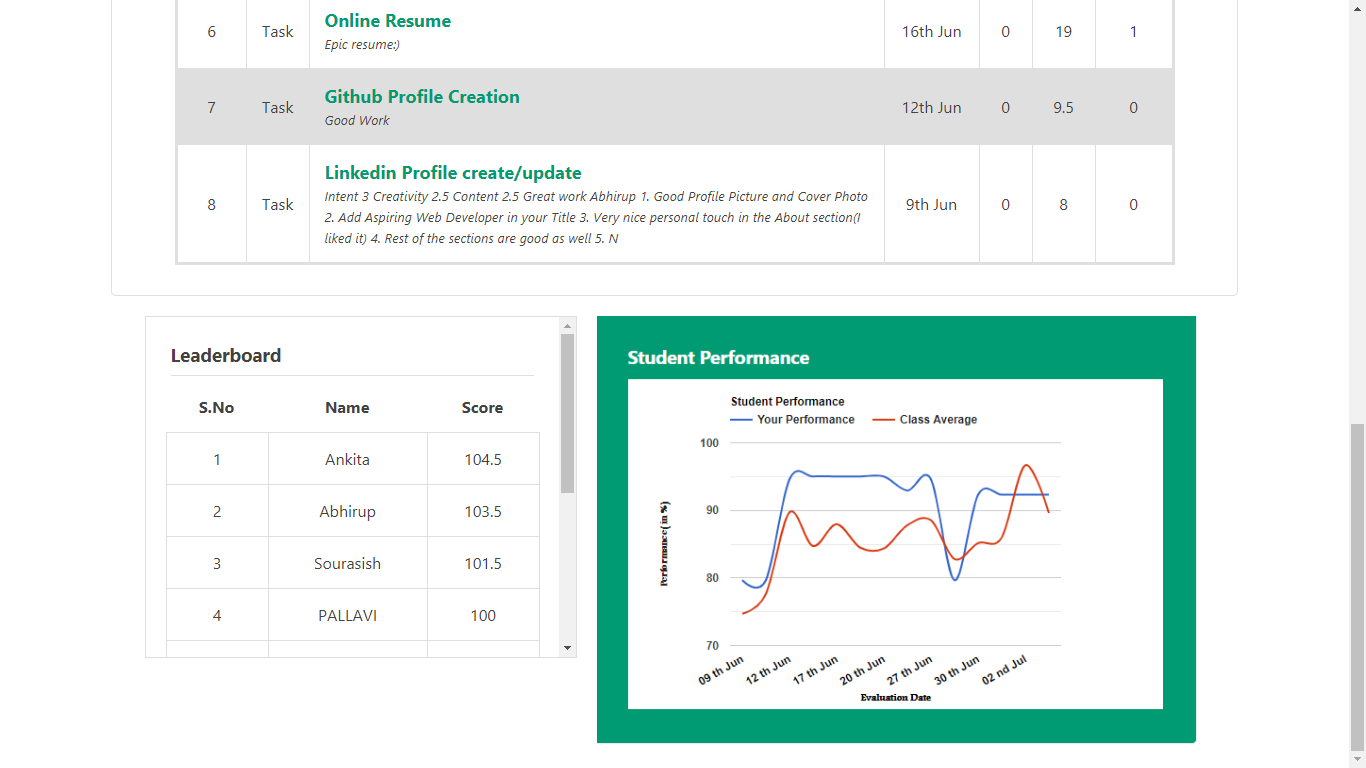 6 Task Online Resume 16th Jun 0 19 1
Epic resume:)
7 Task Github Profile Creation 12th Jun 0 9.5 0
Good Work
8 Task Linkedin Profile create/update 9th Jun 0 8 0
Intent 3 Creativity 2.5 Content 2.5 Great work Abhirup 1. Good Profile Picture and Cover Photo
2. Add Aspiring Web Developer in your Title 3. Very nice personal touch in the About section(I
liked it) 4. Rest of the sections are good as well 5. N
Leaderboard
S.No Name Score
1 Ankita 104.5
2 Abhirup 103.5
3 Sourasish 101.5
4 PALLAVI 100
Student Performance
Student Performance
Your Performance Class Average
100
90
80
70
Performance( in %)
09 th Jun 12 th Jun 17 th Jun 20 th Jun 27 th Jun 30 th Jun 02 nd Jul
Evaluation Date